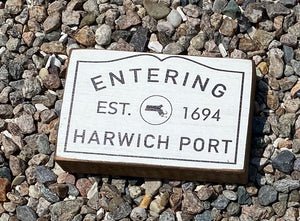 ENTERING
EST. 1694
HARWICH PORT